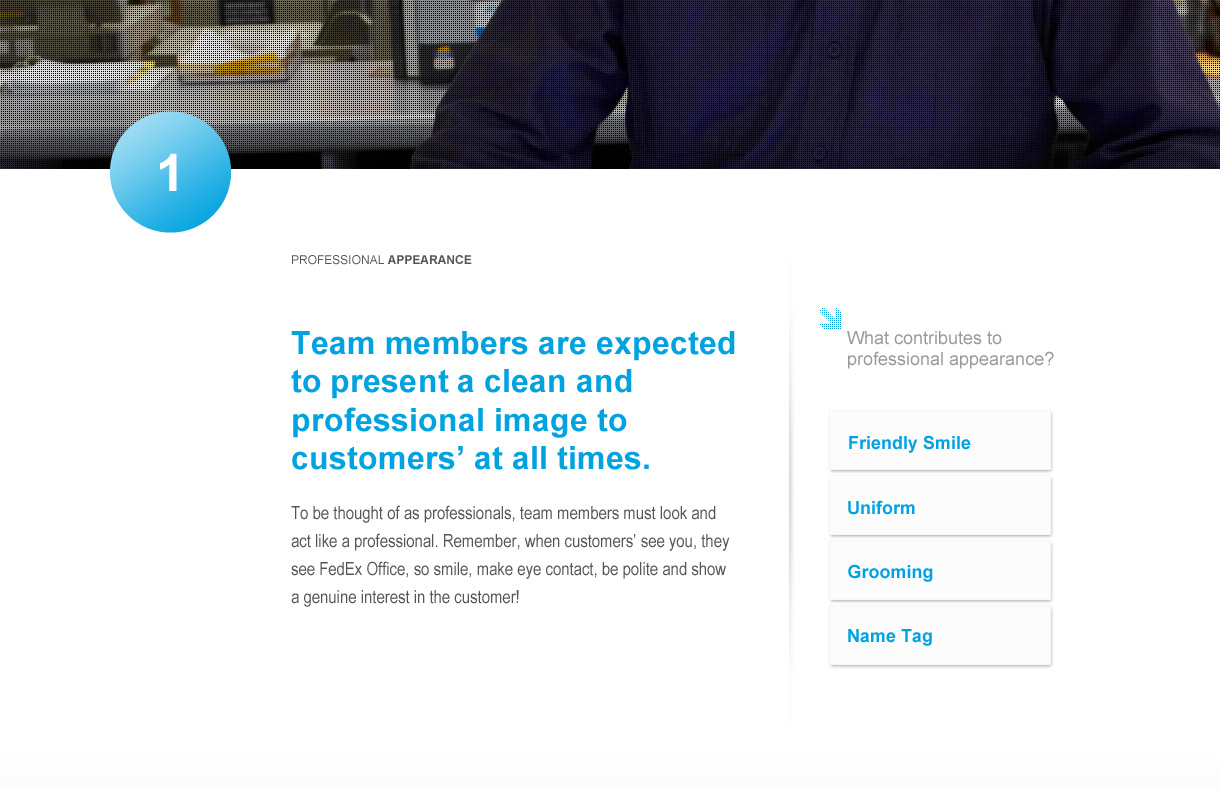 1
PROFESSIONAL APPEARANCE
Team members are expected
to present a clean and
professional image to
customers’ at all times.
To be thought of as professionals, team members must look and
act like a professional. Remember, when customers’ see you, they
see FedEx Office, so smile, make eye contact, be polite and show
a genuine interest in the customer!
What contributes to
professional appearance?
Friendly Smile
Uniform
Grooming
Name Tag